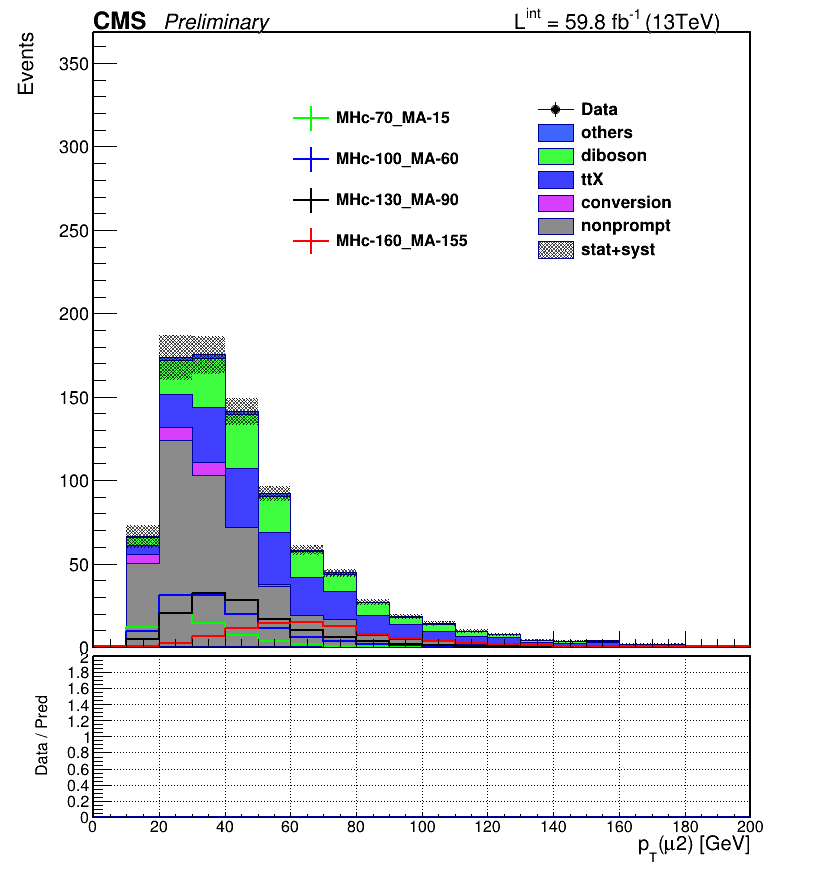 CMS Preliminary L^int = 59.8 fb^-1 (13TeV)
Events
350
300
250
200
150
100
50
0
MHc-70_MA-15
MHc-100_MA-60
MHc-130_MA-90
MHc-160_MA-155
Data
others
diboson
ttX
conversion
nonprompt
stat+syst
Data / Pred
2
1.8
1.6
1.4
1.2
1
0.8
0.6
0.4
0.2
0
0 20 40 60 80 100 120 140 160 180 200
p_T(μ2) [GeV]